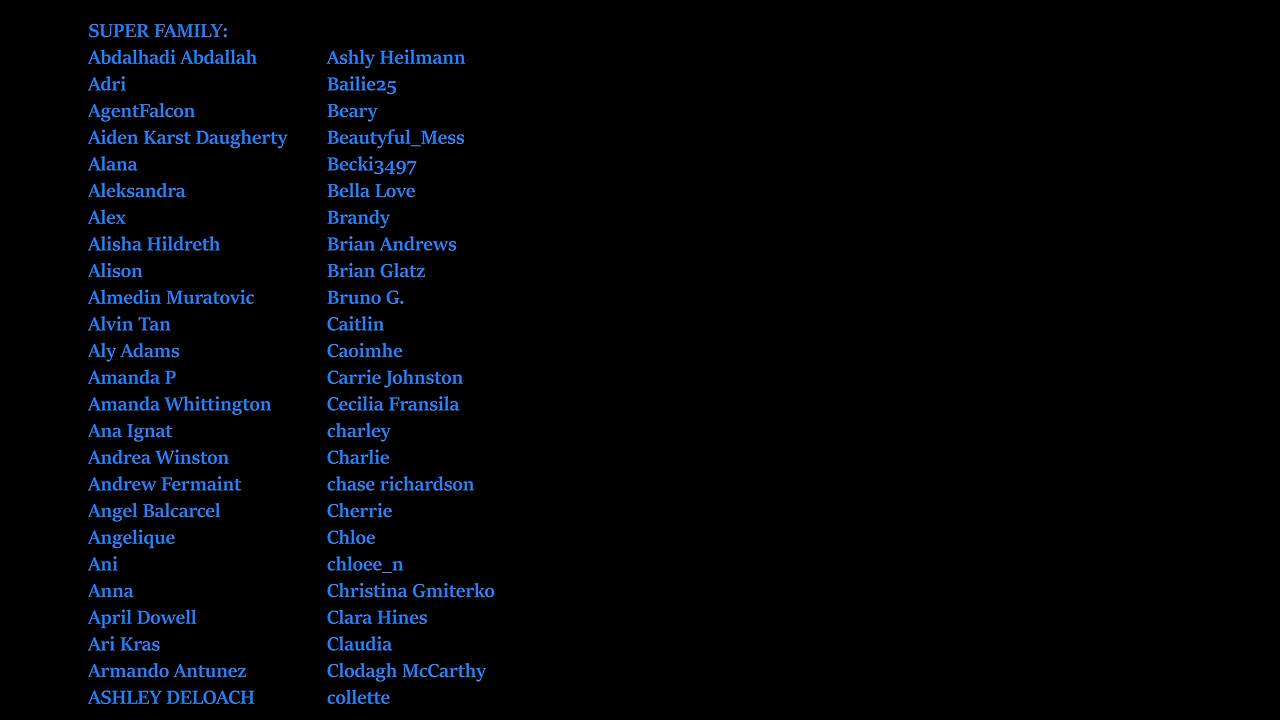 SUPER FAMILY:
Abdalhadi Abdallah
Adri
AgentFalcon
Aiden Karst Daugherty
Alana
Aleksandra
Alex
Alisha Hildreth
Alison
Almedin Muratovic
Alvin Tan
Aly Adams
Amanda P
Amanda Whittington
Ana Ignat
Andrea Winston
Andrew Fermaint
Angel Balcarcel
Angelique
Ani
Anna
April Dowell
Ari Kras
Armando Antunez
ASHLEY DELOACH
Ashly Heilmann
Bailie25
Beary
Beautyful_Mess
Becki3497
Bella Love
Brandy
Brian Andrews
Brian Glatz
Bruno G.
Caitlin
Caoimhe
Carrie Johnston
Cecilia Fransila
charley
Charlie
chase richardson
Cherrie
Chloe
chloee_n
Christina Gmiterko
Clara Hines
Claudia
Clodagh McCarthy
collette